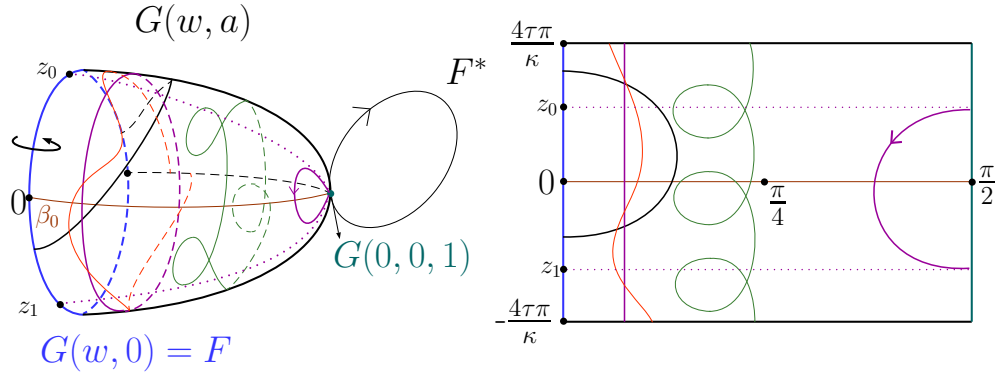 G(w, a)
z₀
F*
0
β₀
G(0, 0, 1)
z₁
G(w, 0) = F
4τπ/κ
z₀
0
π/4
π/2
z₁
-4τπ/κ